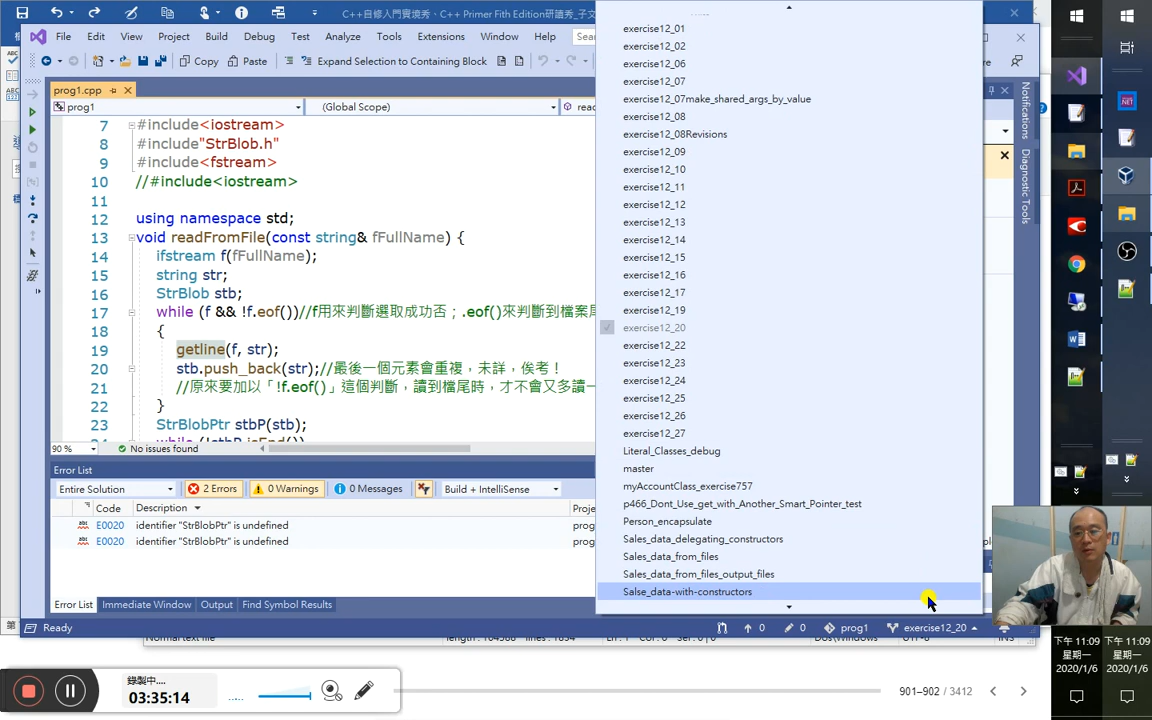 C++自修入門實境秀、C++ Primer Fith Edition研讀秀_子文
File Edit View Project Build Debug Test Analyze Tools Extensions Window Help Sear
Copy Paste Expand Selection to Containing Block
prog1.cpp
prog1 (Global Scope)
7 #include<iostream>
8 #include"StrBlob.h"
9 #include<fstream>
10 //#include<iostream>
11
12 using namespace std;
13 void readFromFile(const string& fFullName) {
14 ifstream f(fFullName);
15 string str;
16 StrBlob stb;
17 while (f && !f.eof())//f用來判斷選取成功否；.eof()來判斷到檔案尾
18 {
19 getline(f, str);
20 stb.push_back(str);//最後一個元素會重複，未詳，俟考！
21 //原來要加以「!f.eof()」這個判斷，讀到檔尾時，才不會又多讀一
22 }
23 StrBlobPtr stbP(stb);
90 % No issues found
Error List
Entire Solution 2 Errors 0 Warnings 0 Messages Build + IntelliSense
Code Description Proje
E0020 identifier "StrBlobPtr" is undefined prog
E0020 identifier "StrBlobPtr" is undefined prog
Error List Immediate Window Output Find Symbol Results
Ready 0 0 prog1 exercise12_20
exercise12_01
exercise12_02
exercise12_06
exercise12_07
exercise12_07make_shared_args_by_value
exercise12_08
exercise12_08Revisions
exercise12_09
exercise12_10
exercise12_11
exercise12_12
exercise12_13
exercise12_14
exercise12_15
exercise12_16
exercise12_17
exercise12_19
exercise12_20
exercise12_22
exercise12_23
exercise12_24
exercise12_25
exercise12_26
exercise12_27
Literal_Classes_debug
master
myAccountClass_exercise757
p466_Dont_Use_get_with_Another_Smart_Pointer_test
Person_encapsulate
Sales_data_delegating_constructors
Sales_data_from_files
Sales_data_from_files_output_files
Salse_data-with-constructors
Notifications
Diagnostic Tools
下午 11:09
星期一
2020/1/6
下午 11:09
星期一
2020/1/6
錄製中....
03:35:14
901–902 / 3412